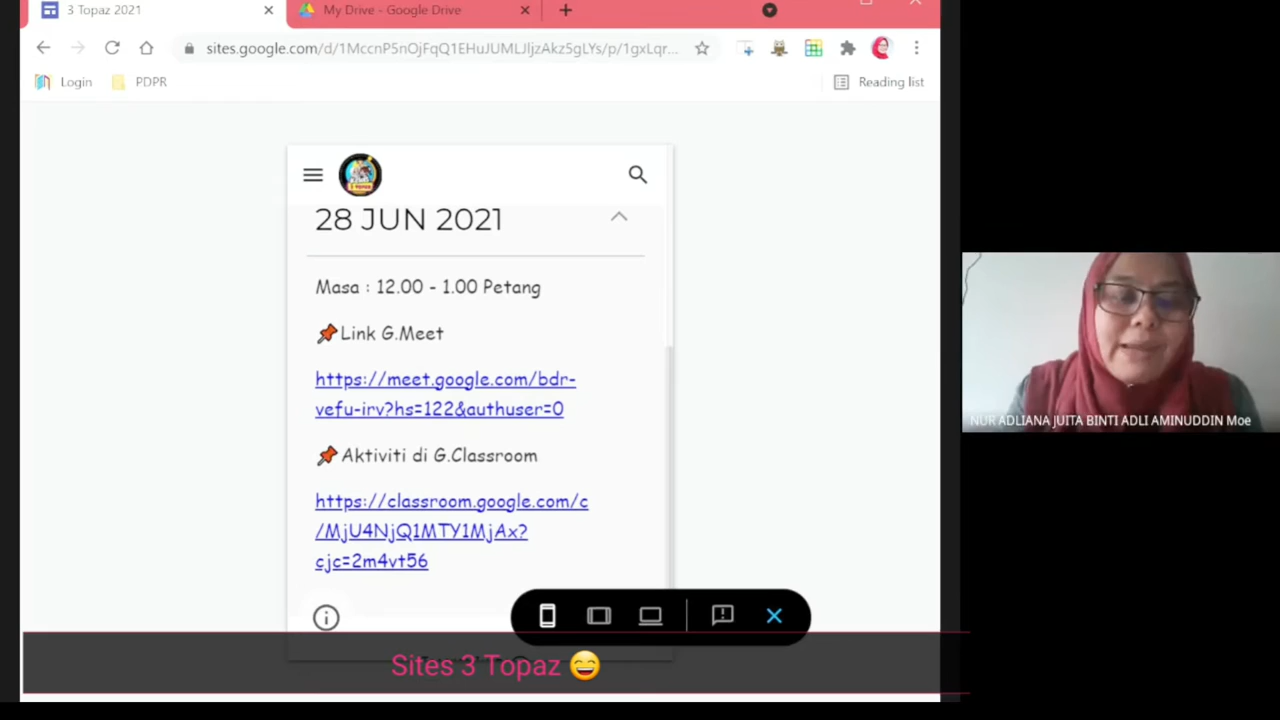 3 Topaz 2021
My Drive - Google Drive
sites.google.com/d/1MccnP5nOjFqQ1EHuJUMLJljzAkz5gLYs/p/1gxLqr...
Login PDPR Reading list
28 JUN 2021
Masa : 12.00 - 1.00 Petang
📌Link G.Meet
https://meet.google.com/bdr-
vefu-irv?hs=122&authuser=0
📌Aktiviti di G.Classroom
https://classroom.google.com/c
/MjU4NjQ1MTY1MjAx?
cjc=2m4vt56
NUR ADLIANA JUITA BINTI ADLI AMINUDDIN Moe
Sites 3 Topaz 😄